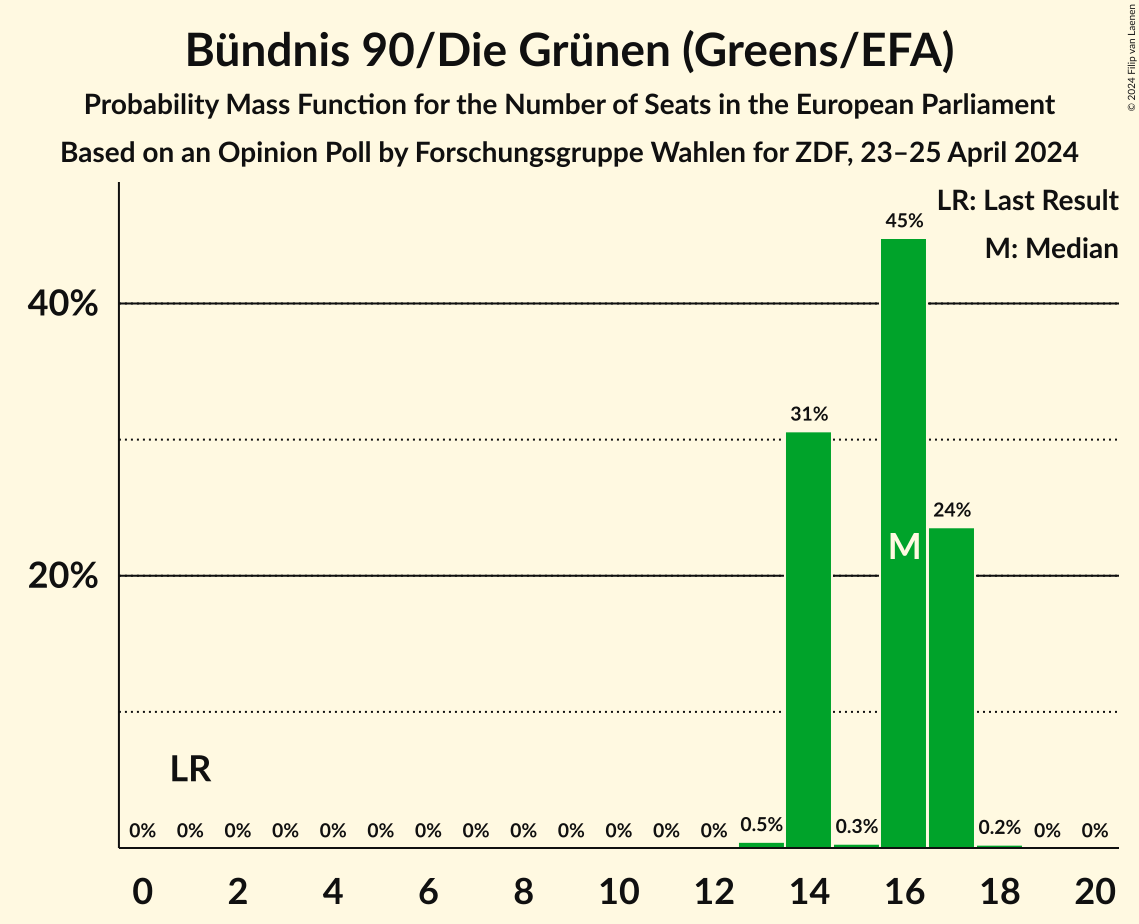 Bündnis 90/Die Grünen (Greens/EFA)
Probability Mass Function for the Number of Seats in the European Parliament
Based on an Opinion Poll by Forschungsgruppe Wahlen for ZDF, 23–25 April 2024
© 2024 Filip van Laenen
LR: Last Result
M: Median
45%
40%
31%
24%
M
20%
LR
0% 0% 0% 0% 0% 0% 0% 0% 0% 0% 0% 0% 0% 0.5% 0.3% 0.2% 0% 0%
0 2 4 6 8 10 12 14 16 18 20